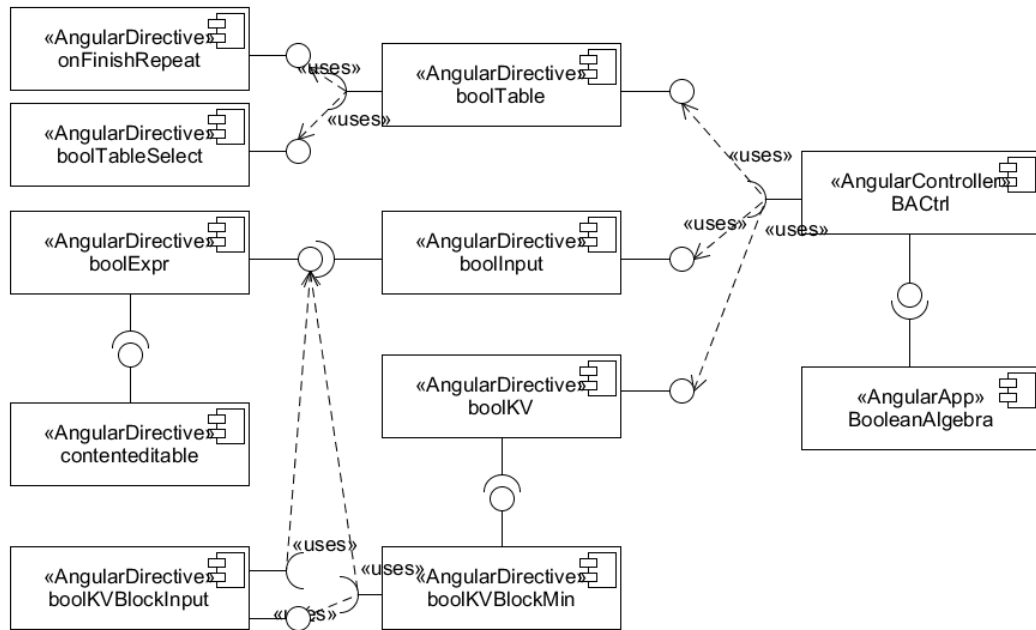 «AngularDirective»
onFinishRepeat
«AngularDirective»
boolTableSelect
«uses»
«uses»
«AngularDirective»
boolTable
«uses»
«uses»
«uses»
«AngularController»
BACtrl
«AngularDirective»
boolExpr
«AngularDirective»
boolInput
«AngularDirective»
boolKV
«AngularApp»
BooleanAlgebra
«AngularDirective»
contenteditable
«AngularDirective»
boolKVBlockInput
«uses»
«uses»
«uses»
«AngularDirective»
boolKVBlockMin